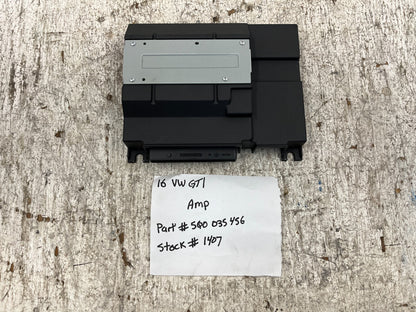 16 VW GTI
Amp
Part # 5Q0 035 456
Stock # 1407